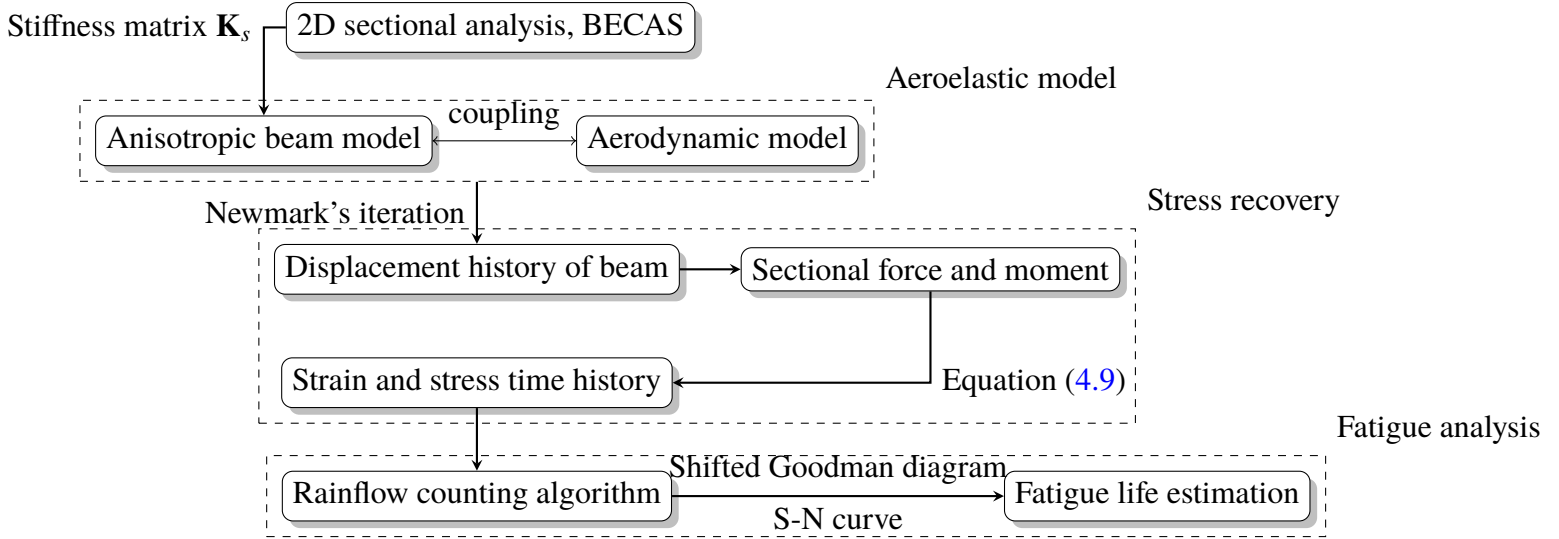 Stiffness matrix K_s
2D sectional analysis, BECAS
Aeroelastic model
coupling
Anisotropic beam model
Aerodynamic model
Stress recovery
Newmark's iteration
Displacement history of beam
Sectional force and moment
Strain and stress time history
Equation (4.9)
Fatigue analysis
Shifted Goodman diagram
Rainflow counting algorithm
Fatigue life estimation
S-N curve